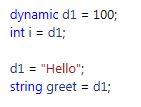 dynamic d1 = 100;
int i = d1;
d1 = "Hello";
string greet = d1;